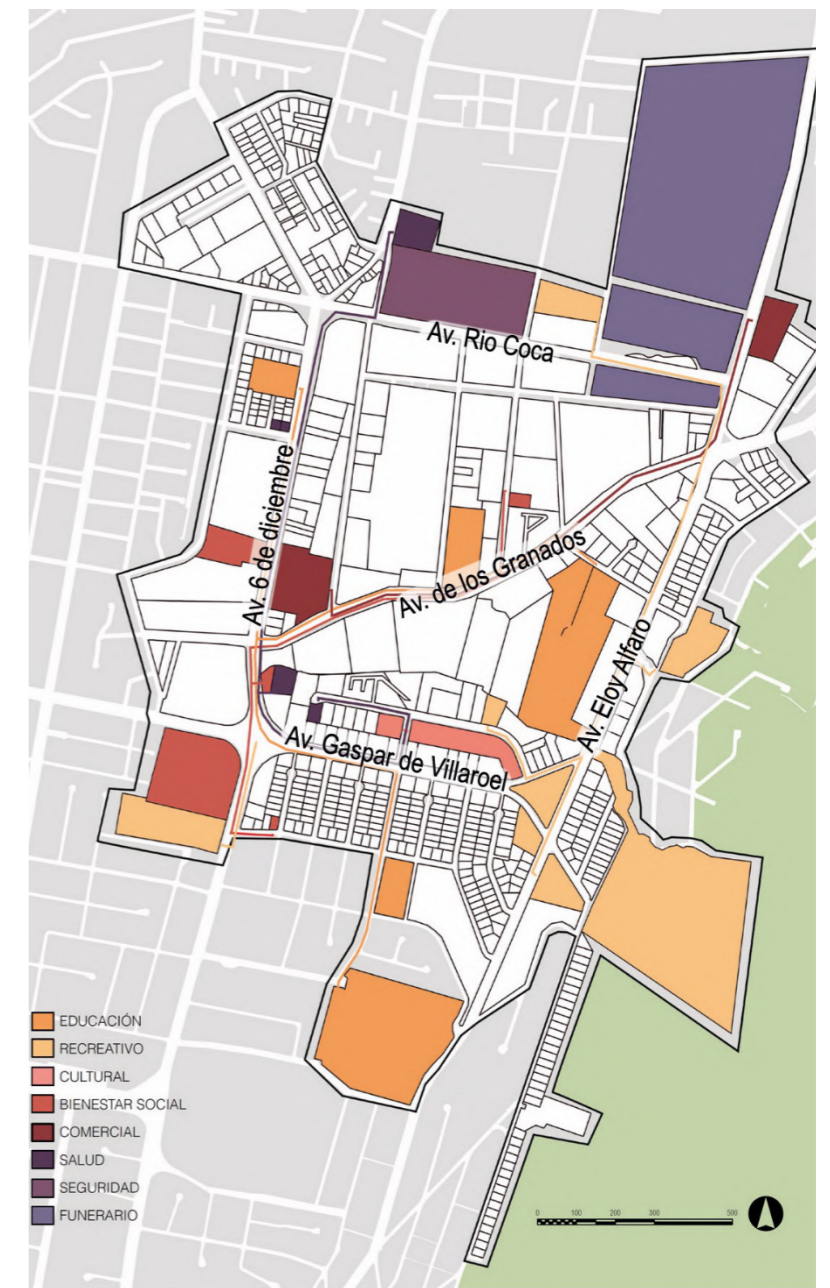 Av. Rio Coca
Av. 6 de diciembre
Av. de los Granados
Av. Eloy Alfaro
Av. Gaspar de Villaroel
EDUCACIÓN
RECREATIVO
CULTURAL
BIENESTAR SOCIAL
COMERCIAL
SALUD
SEGURIDAD
FUNERARIO
0 100 200 300 500